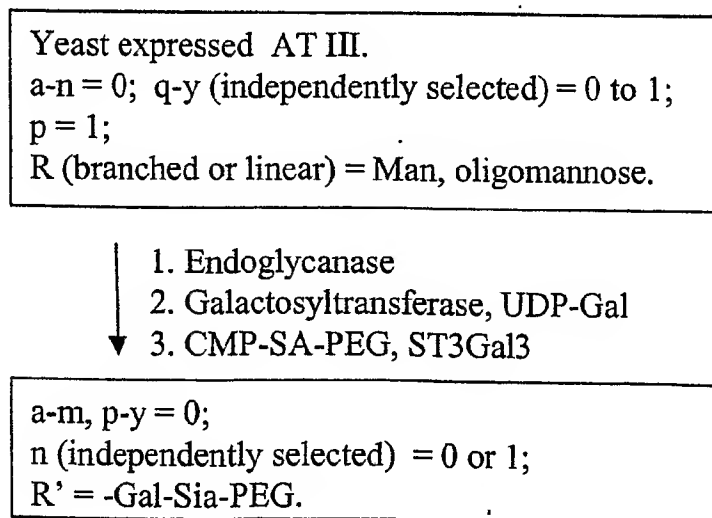 Yeast expressed AT III.
a-n = 0; q-y (independently selected) = 0 to 1;
p = 1;
R (branched or linear) = Man, oligomannose.
1. Endoglycanase
2. Galactosyltransferase, UDP-Gal
3. CMP-SA-PEG, ST3Gal3
a-m, p-y = 0;
n (independently selected) = 0 or 1;
R' = -Gal-Sia-PEG.